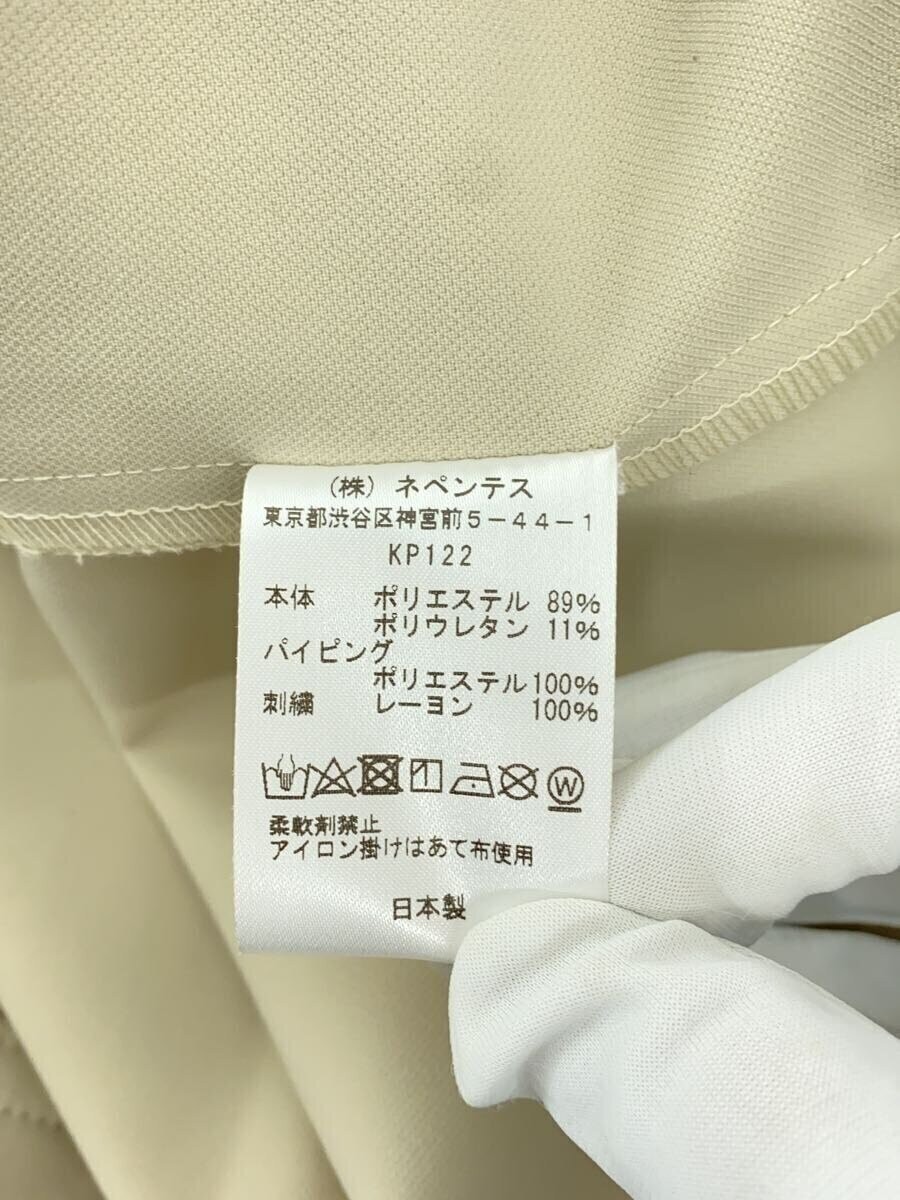 (株) ネペンテス
東京都渋谷区神宮前5-44-1
KP122
本体 ポリエステル 89%
ポリウレタン 11%
パイピング
ポリエステル100%
刺繍 レーヨン 100%
W
柔軟剤禁止
アイロン掛けはあて布使用
日本製